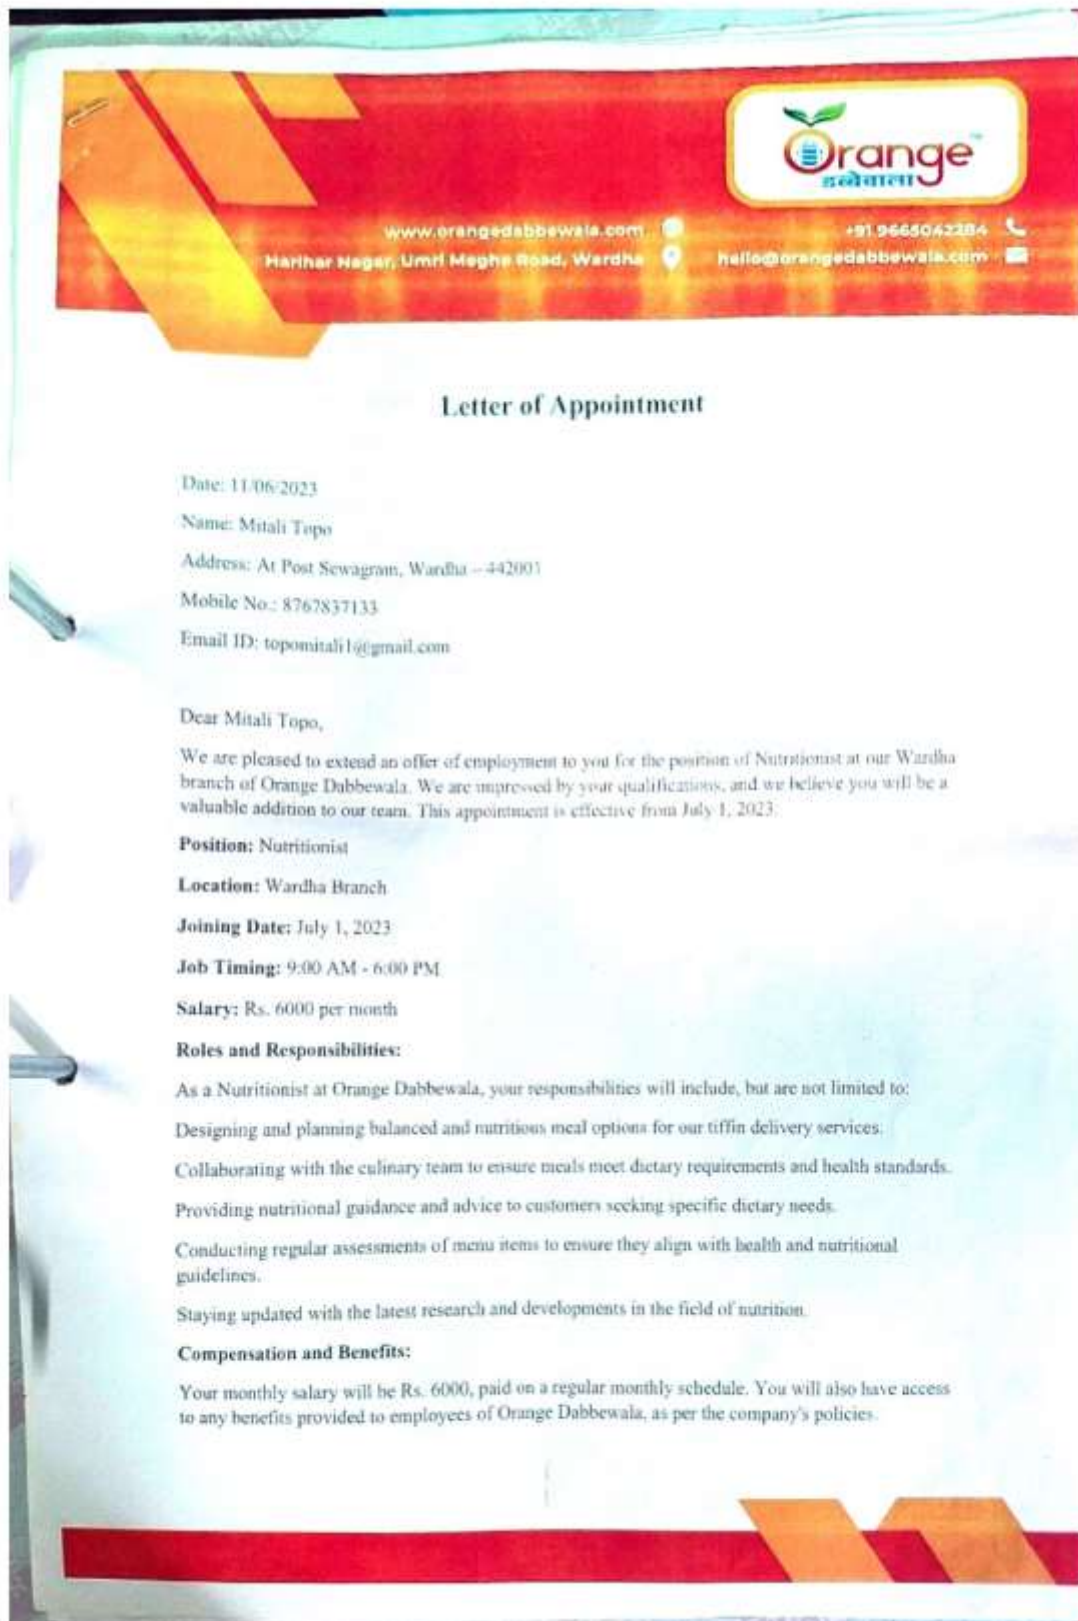 Orange
डब्बेवाला
www.orangedabbewala.com
+91 9665042284
Harihar Nagar, Umri Meghe Road, Wardha
hello@orangedabbewala.com
Letter of Appointment
Date: 11/06/2023
Name: Mitali Topo
Address: At Post Sewagram, Wardha – 442001
Mobile No.: 8767837133
Email ID: topomitali1@gmail.com
Dear Mitali Topo,
We are pleased to extend an offer of employment to you for the position of Nutritionist at our Wardha
branch of Orange Dabbewala. We are impressed by your qualifications, and we believe you will be a
valuable addition to our team. This appointment is effective from July 1, 2023.
Position: Nutritionist
Location: Wardha Branch
Joining Date: July 1, 2023
Job Timing: 9:00 AM - 6:00 PM
Salary: Rs. 6000 per month
Roles and Responsibilities:
As a Nutritionist at Orange Dabbewala, your responsibilities will include, but are not limited to:
Designing and planning balanced and nutritious meal options for our tiffin delivery services.
Collaborating with the culinary team to ensure meals meet dietary requirements and health standards.
Providing nutritional guidance and advice to customers seeking specific dietary needs.
Conducting regular assessments of menu items to ensure they align with health and nutritional
guidelines.
Staying updated with the latest research and developments in the field of nutrition.
Compensation and Benefits:
Your monthly salary will be Rs. 6000, paid on a regular monthly schedule. You will also have access
to any benefits provided to employees of Orange Dabbewala, as per the company's policies.